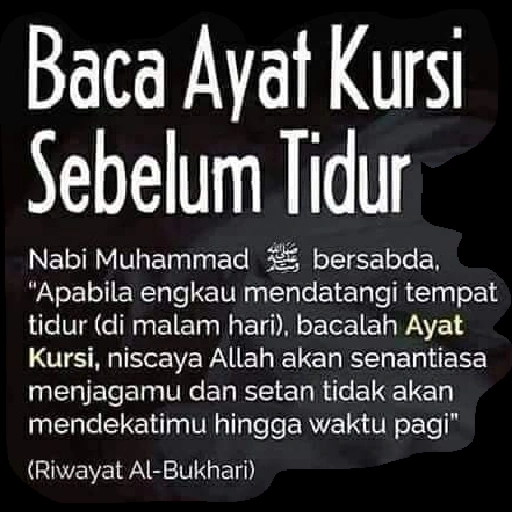 Baca Ayat Kursi
Sebelum Tidur
Nabi Muhammad ﷺ bersabda,
“Apabila engkau mendatangi tempat
tidur (di malam hari), bacalah Ayat
Kursi, niscaya Allah akan senantiasa
menjagamu dan setan tidak akan
mendekatimu hingga waktu pagi”
(Riwayat Al-Bukhari)